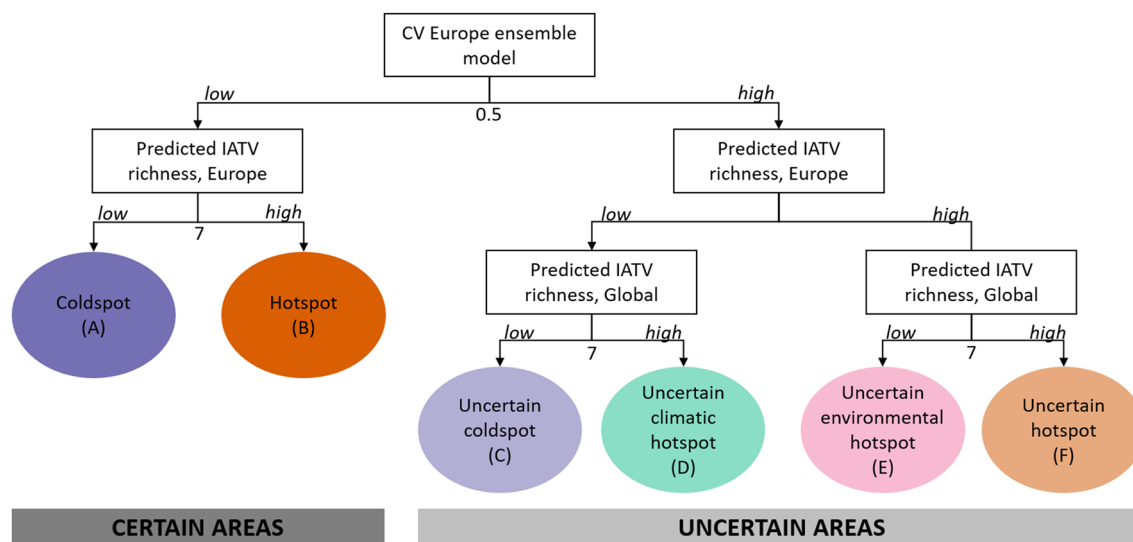 CV Europe ensemble
model
low
high
0.5
Predicted IATV
richness, Europe
Predicted IATV
richness, Europe
low
high
7
low
high
Predicted IATV
richness, Global
Predicted IATV
richness, Global
Coldspot
(A)
Hotspot
(B)
low
high
7
low
high
7
Uncertain
coldspot
(C)
Uncertain
climatic
hotspot
(D)
Uncertain
environmental
hotspot
(E)
Uncertain
hotspot
(F)
CERTAIN AREAS
UNCERTAIN AREAS